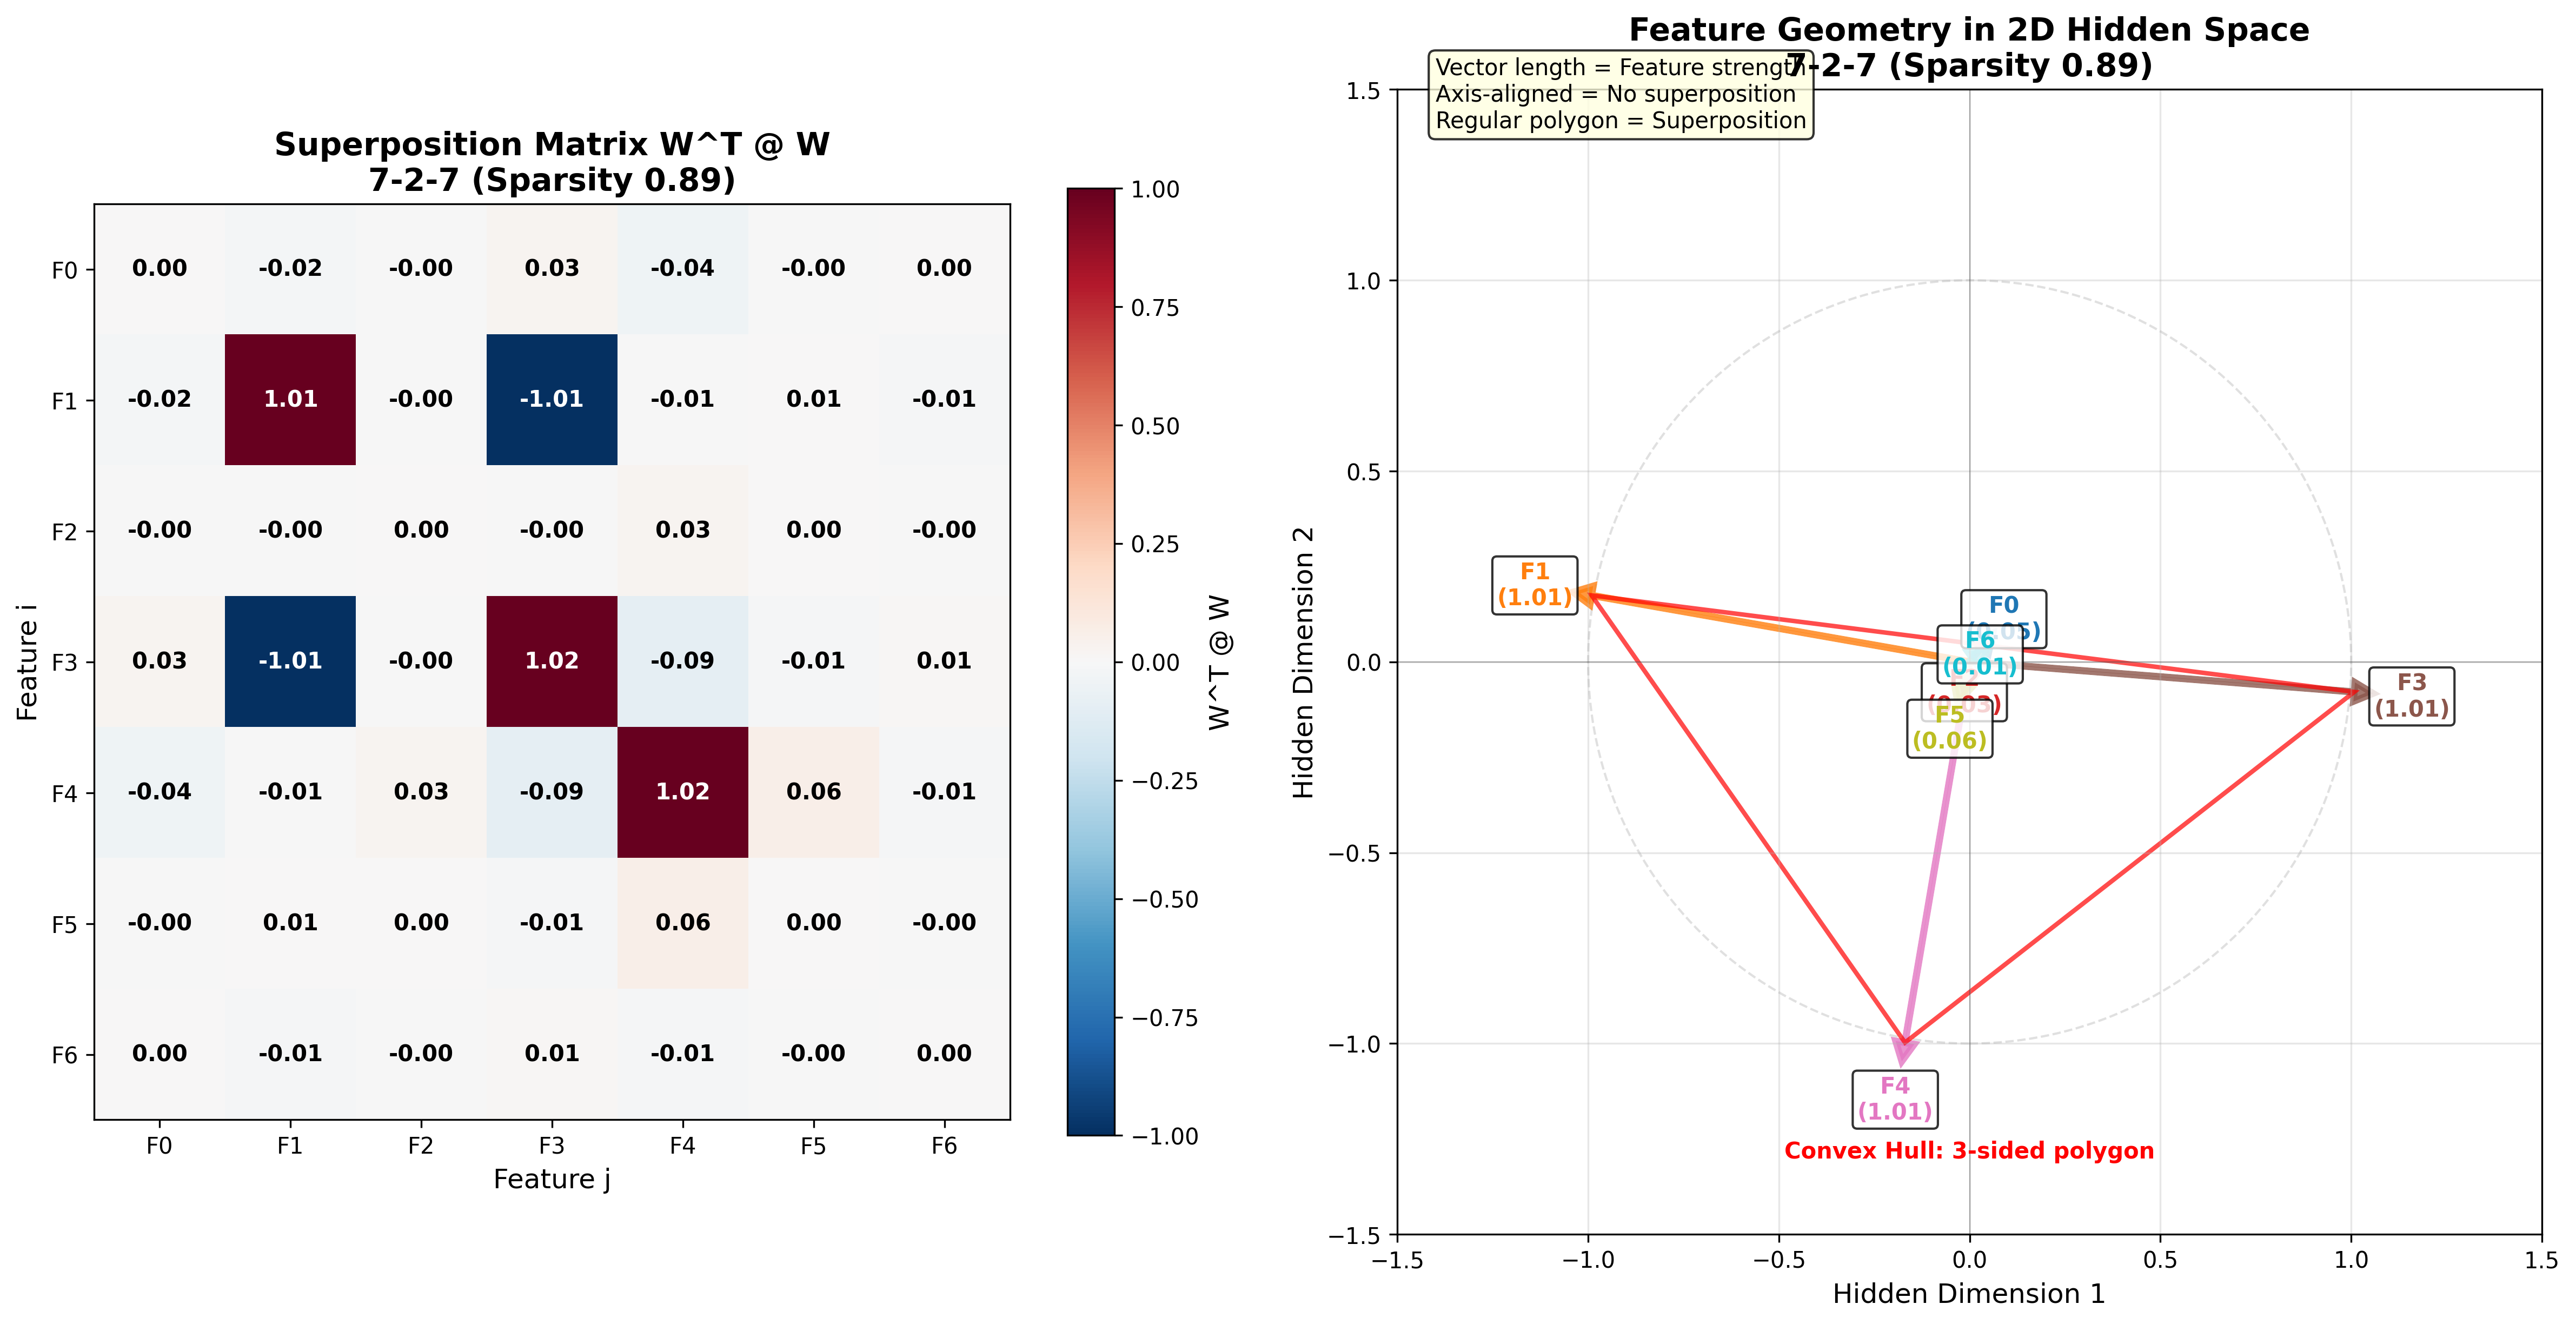 Superposition Matrix W^T @ W
7-2-7 (Sparsity 0.89)
F0 0.00 -0.02 -0.00 0.03 -0.04 -0.00 0.00
F1 -0.02 1.01 -0.00 -1.01 -0.01 0.01 -0.01
F2 -0.00 -0.00 0.00 -0.00 0.03 0.00 -0.00
F3 0.03 -1.01 -0.00 1.02 -0.09 -0.01 0.01
F4 -0.04 -0.01 0.03 -0.09 1.02 0.06 -0.01
F5 -0.00 0.01 0.00 -0.01 0.06 0.00 -0.00
F6 0.00 -0.01 -0.00 0.01 -0.01 -0.00 0.00
F0 F1 F2 F3 F4 F5 F6
Feature j
Feature i
1.00
0.75
0.50
0.25
0.00
−0.25
−0.50
−0.75
−1.00
W^T @ W
Feature Geometry in 2D Hidden Space
7-2-7 (Sparsity 0.89)
Vector length = Feature strength
Axis-aligned = No superposition
Regular polygon = Superposition
1.5
1.0
0.5
0.0
−0.5
−1.0
−1.5
Hidden Dimension 2
F1
(1.01)
F0
F6
(0.01)
F5
(0.06)
F3
(1.01)
F4
(1.01)
Convex Hull: 3-sided polygon
−1.5 −1.0 −0.5 0.0 0.5 1.0 1.5
Hidden Dimension 1